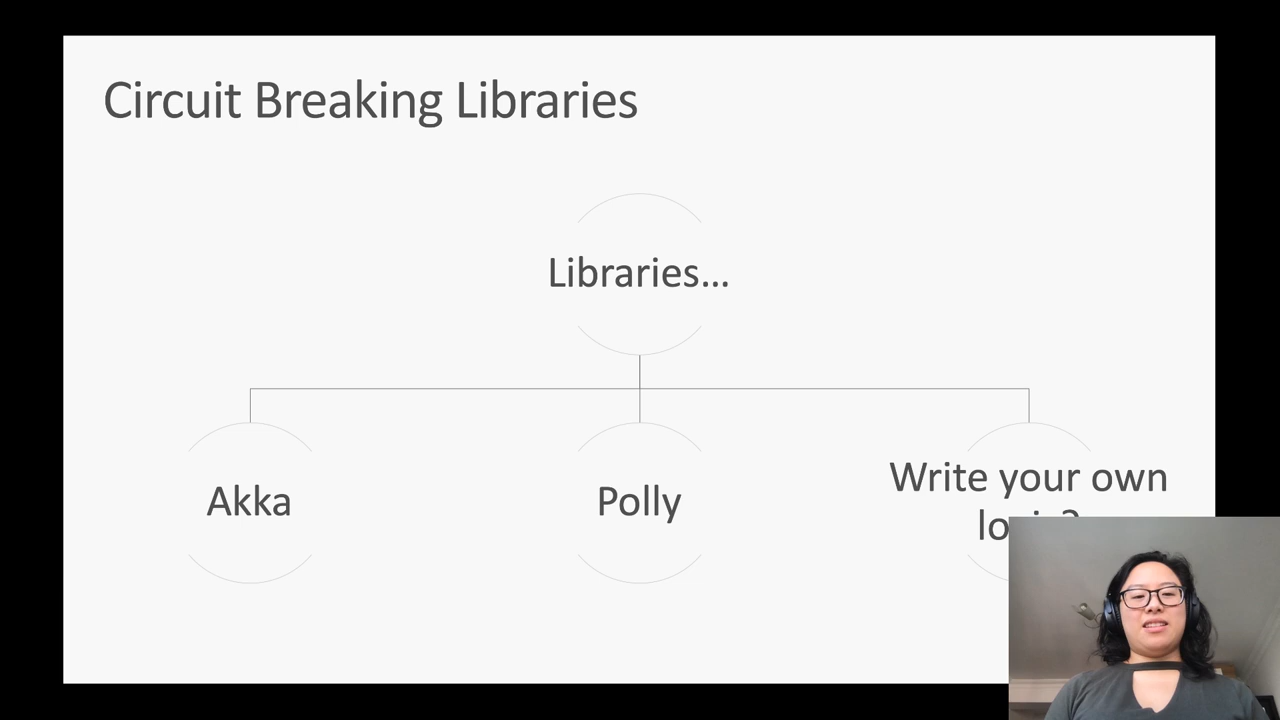 Circuit Breaking Libraries
Libraries...
Akka
Polly
Write your own